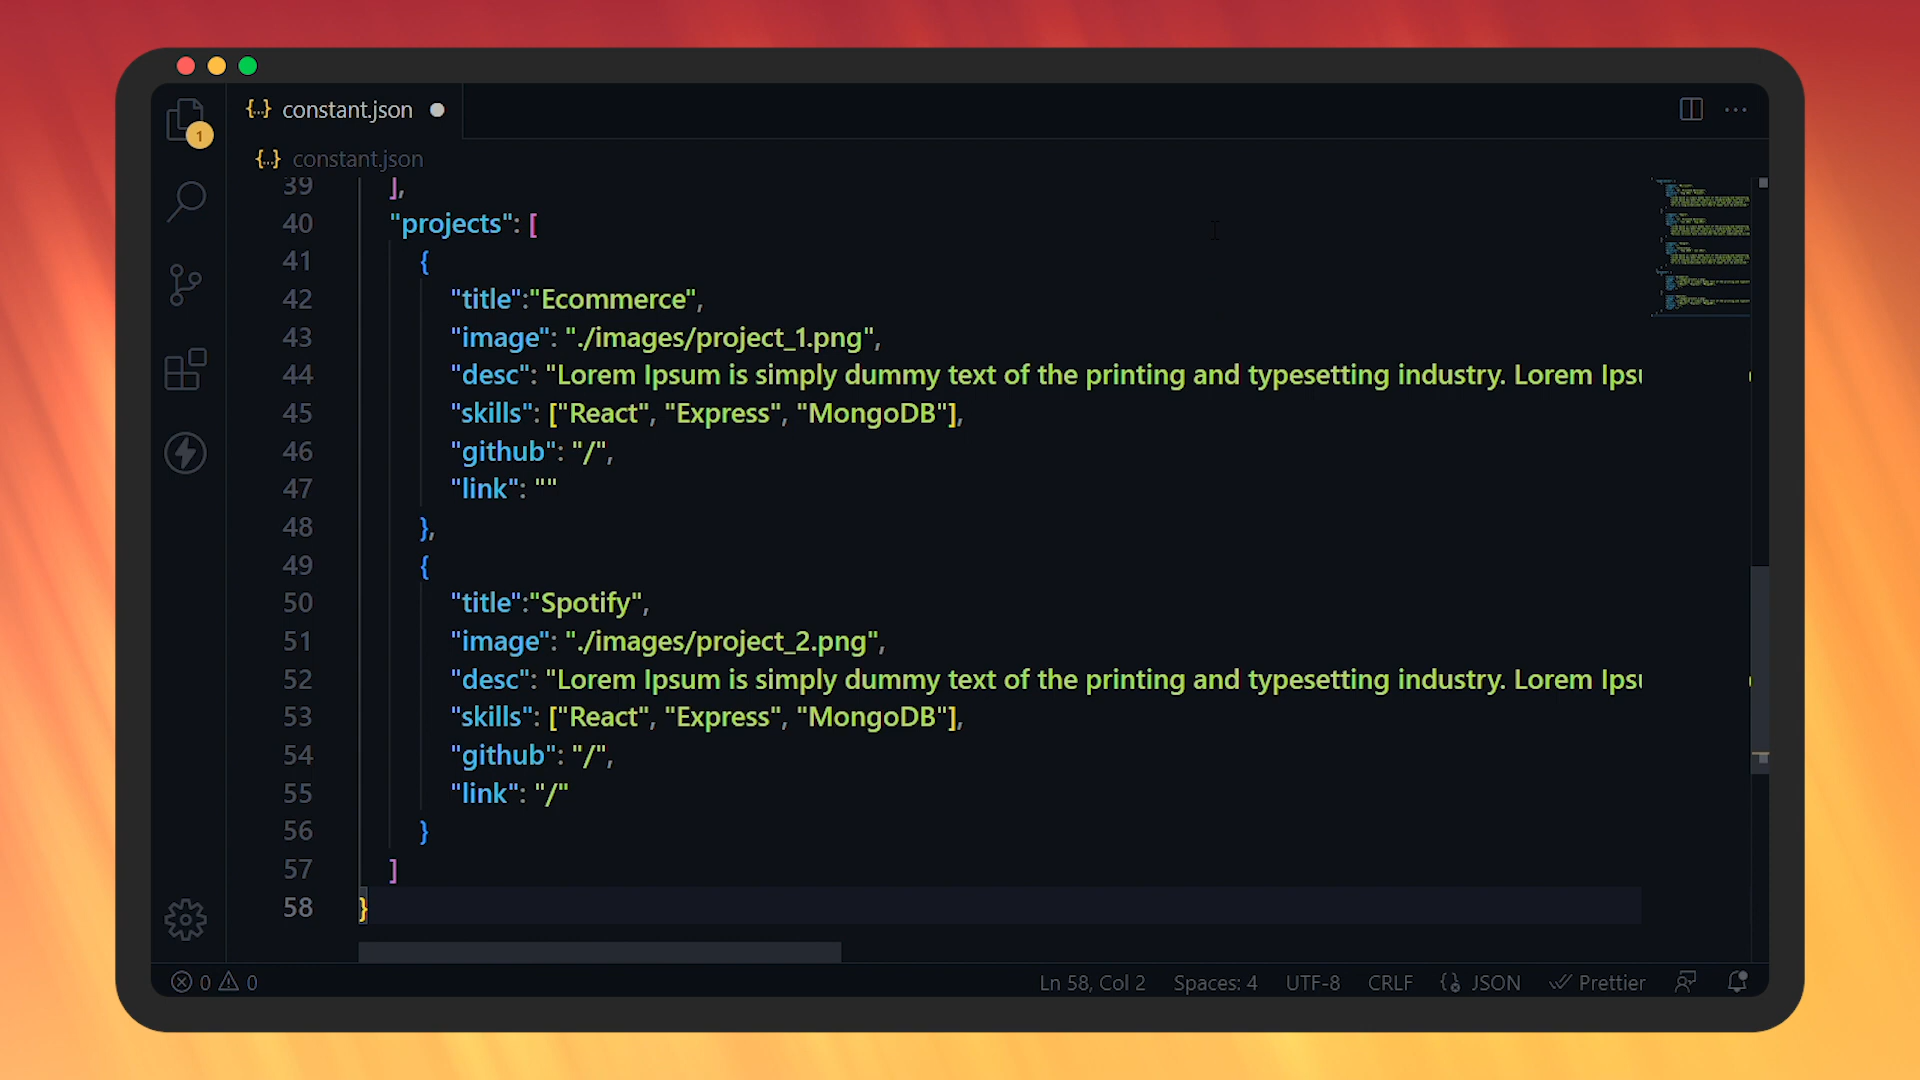 {..} constant.json
1
{..} constant.json
39 ],
40 "projects": [
41 {
42 "title":"Ecommerce",
43 "image": "./images/project_1.png",
44 "desc": "Lorem Ipsum is simply dummy text of the printing and typesetting industry. Lorem Ipsu
45 "skills": ["React", "Express", "MongoDB"],
46 "github": "/",
47 "link": ""
48 },
49 {
50 "title":"Spotify",
51 "image": "./images/project_2.png",
52 "desc": "Lorem Ipsum is simply dummy text of the printing and typesetting industry. Lorem Ipsu
53 "skills": ["React", "Express", "MongoDB"],
54 "github": "/",
55 "link": "/"
56 }
57 ]
58 }
0 0 Ln 58, Col 2 Spaces: 4 UTF-8 CRLF JSON Prettier